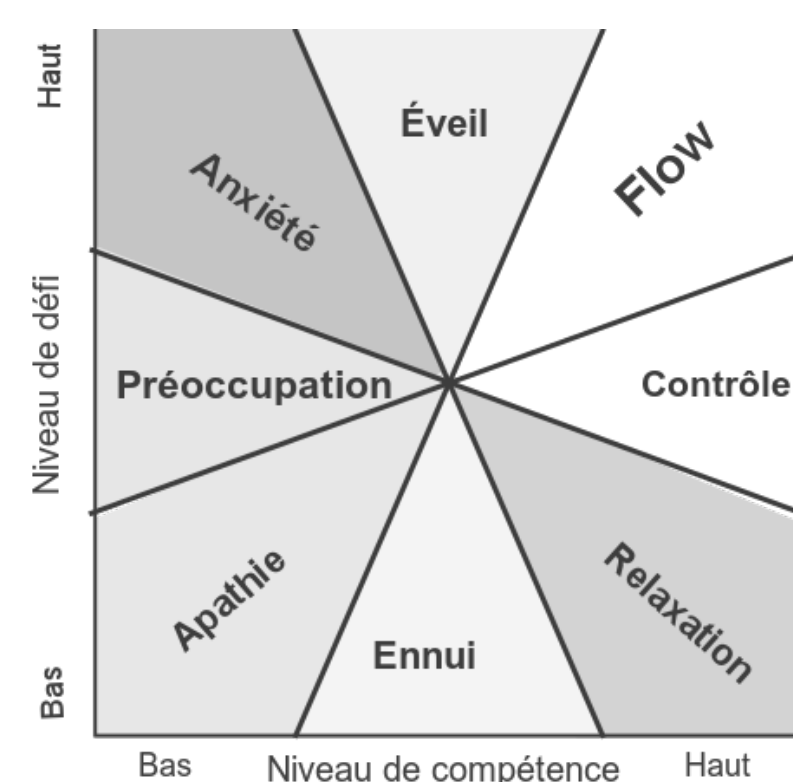 Haut
Éveil
Flow
Anxiété
Niveau de défi
Préoccupation
Contrôle
Apathie
Relaxation
Ennui
Bas
Bas
Niveau de compétence
Haut